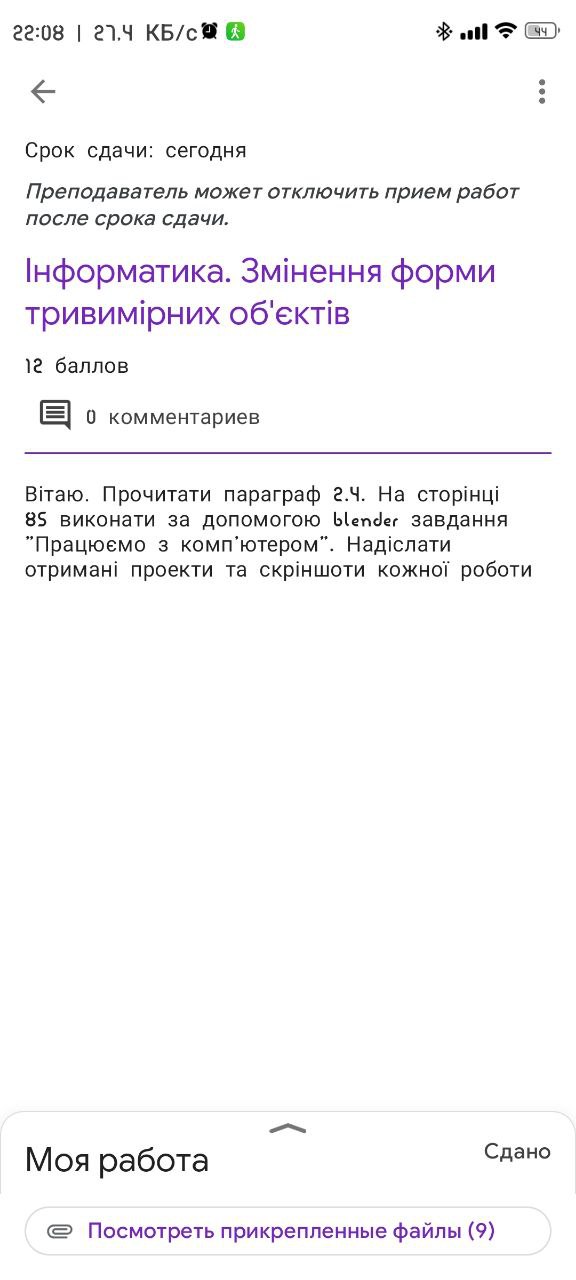 22:08 | 27.4 КБ/с
44
Срок сдачи: сегодня
Преподаватель может отключить прием работ
после срока сдачи.
Інформатика. Змінення форми
тривимірних об'єктів
12 баллов
0 комментариев
Вітаю. Прочитати параграф 2.4. На сторінці
85 виконати за допомогою blender завдання
"Працюємо з комп'ютером". Надіслати
отримані проекти та скріншоти кожної роботи
Моя работа
Сдано
Посмотреть прикрепленные файлы (9)